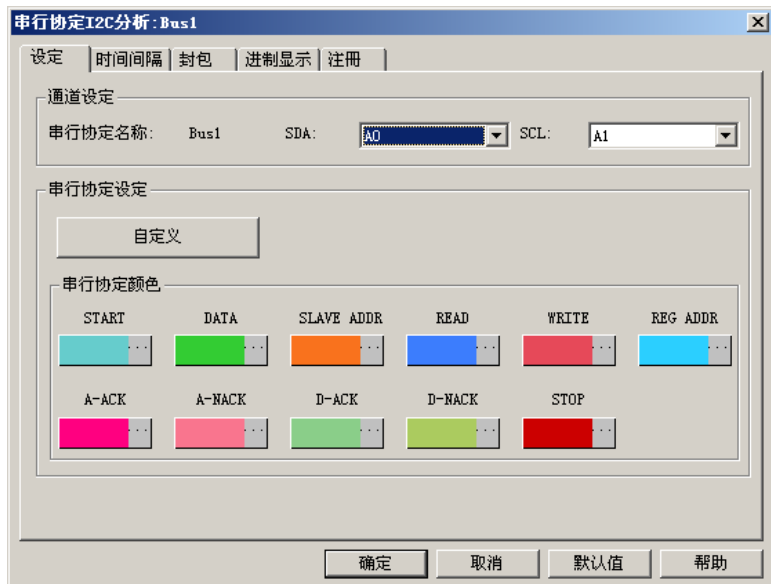 串行协定I2C分析:Bus1
设定 时间间隔 封包 进制显示 注册
通道设定
串行协定名称: Bus1 SDA: A0 SCL: A1
串行协定设定
自定义
串行协定颜色
START DATA SLAVE ADDR READ WRITE REG ADDR
... ... ... ... ... ...
A-ACK A-NACK D-ACK D-NACK STOP
... ... ... ... ...
确定 取消 默认值 帮助